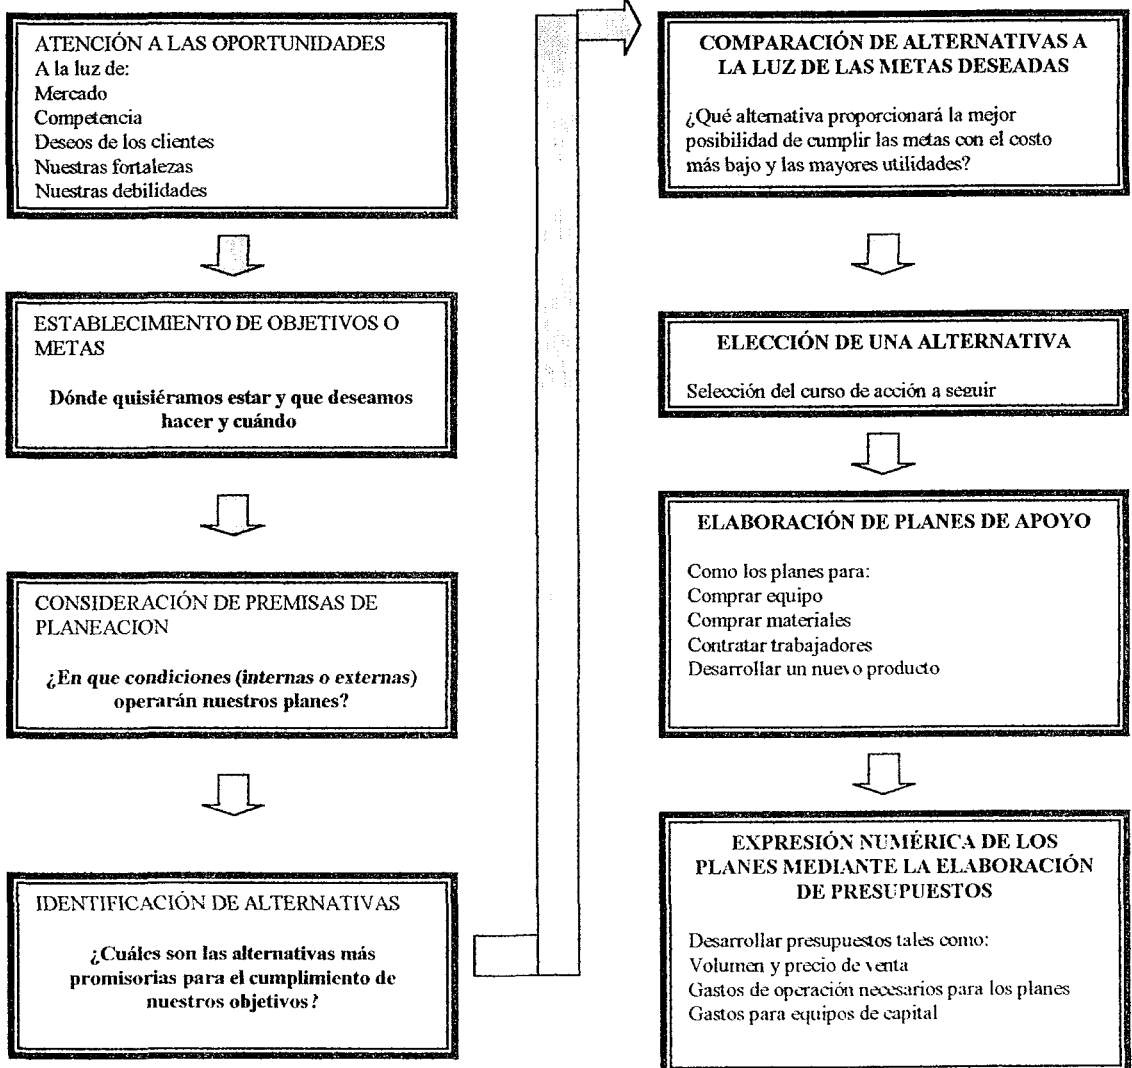 ATENCIÓN A LAS OPORTUNIDADES
A la luz de:
Mercado
Competencia
Deseos de los clientes
Nuestras fortalezas
Nuestras debilidades
ESTABLECIMIENTO DE OBJETIVOS O
METAS
Dónde quisiéramos estar y que deseamos
hacer y cuándo
CONSIDERACIÓN DE PREMISAS DE
PLANEACION
¿En que condiciones (internas o externas)
operarán nuestros planes?
IDENTIFICACIÓN DE ALTERNATIVAS
¿Cuáles son las alternativas más
promisorias para el cumplimiento de
nuestros objetivos?
COMPARACIÓN DE ALTERNATIVAS A
LA LUZ DE LAS METAS DESEADAS
¿Qué alternativa proporcionará la mejor
posibilidad de cumplir las metas con el costo
más bajo y las mayores utilidades?
ELECCIÓN DE UNA ALTERNATIVA
Selección del curso de acción a seguir
ELABORACIÓN DE PLANES DE APOYO
Como los planes para:
Comprar equipo
Comprar materiales
Contratar trabajadores
Desarrollar un nuevo producto
EXPRESIÓN NUMÉRICA DE LOS
PLANES MEDIANTE LA ELABORACIÓN
DE PRESUPUESTOS
Desarrollar presupuestos tales como:
Volumen y precio de venta
Gastos de operación necesarios para los planes
Gastos para equipos de capital